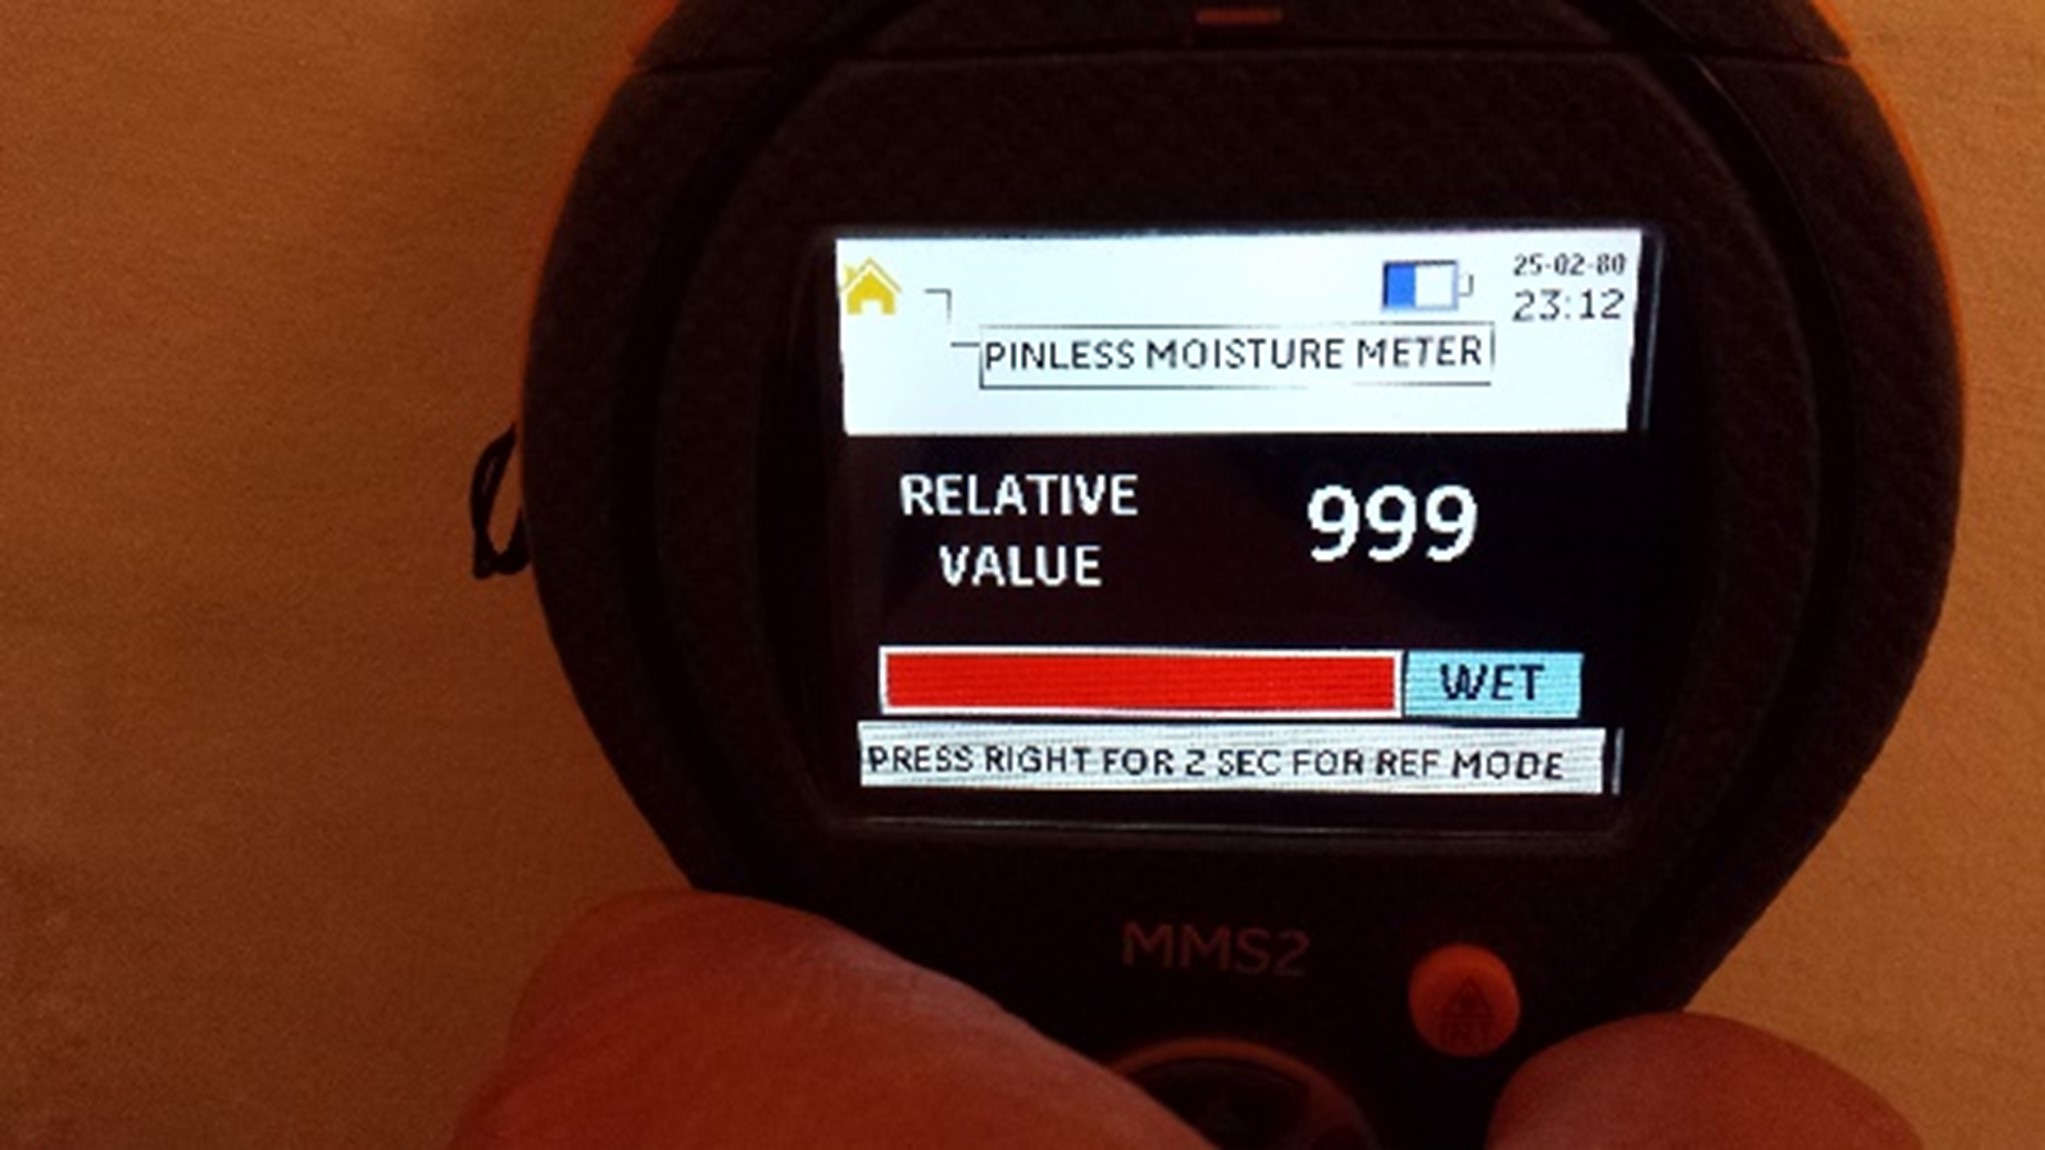 25-02-80
23:12
PINLESS MOISTURE METER
RELATIVE
VALUE
999
WET
PRESS RIGHT FOR 2 SEC FOR REF MODE
MMS2